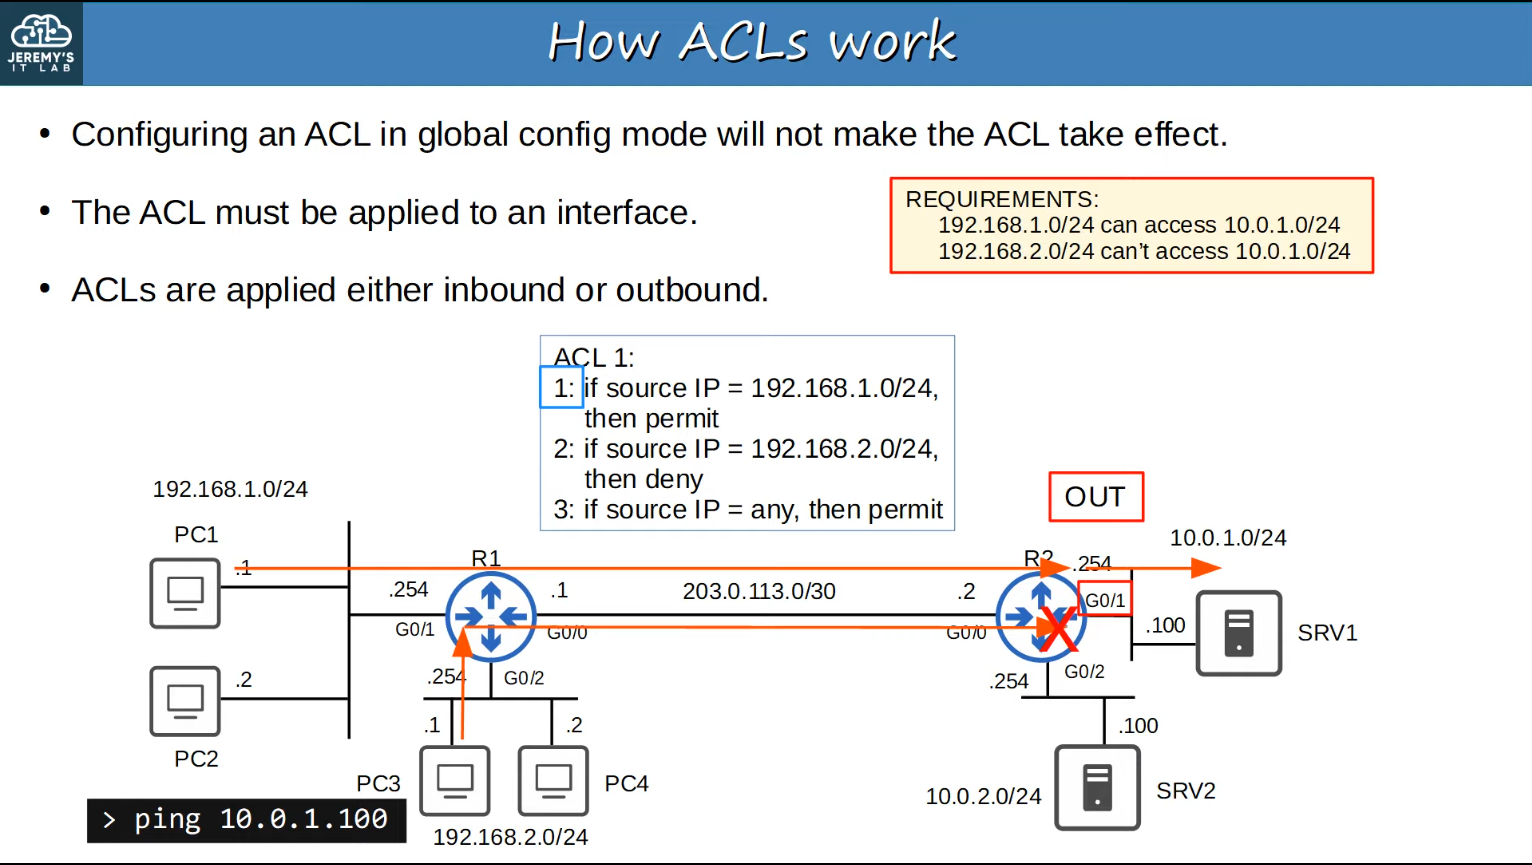 JEREMY'S
IT LAB
How ACLs work
• Configuring an ACL in global config mode will not make the ACL take effect.
• The ACL must be applied to an interface.
• ACLs are applied either inbound or outbound.
REQUIREMENTS:
192.168.1.0/24 can access 10.0.1.0/24
192.168.2.0/24 can't access 10.0.1.0/24
ACL 1:
1: if source IP = 192.168.1.0/24,
then permit
2: if source IP = 192.168.2.0/24,
then deny
3: if source IP = any, then permit
OUT
192.168.1.0/24
PC1
.1
.2
PC2
R1
.254
G0/1
.1
G0/0
.254
G0/2
203.0.113.0/30
.2
G0/0
R2
.254
G0/1
10.0.1.0/24
.100
SRV1
.254
G0/2
.1
.2
PC3
PC4
192.168.2.0/24
.100
10.0.2.0/24
SRV2
> ping 10.0.1.100